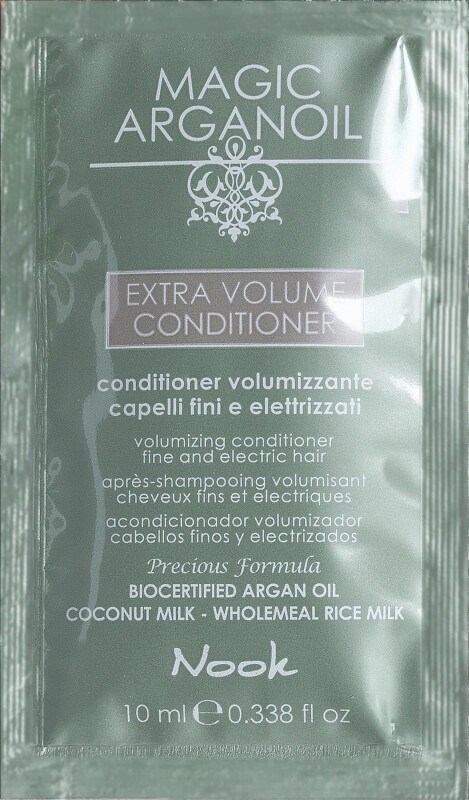 MAGIC
ARGANOIL
EXTRA VOLUME
CONDITIONER
conditioner volumizzante
capelli fini e elettrizzati
volumizing conditioner
fine and electric hair
après-shampooing volumisant
cheveux fins et electriques
acondicionador volumizador
cabellos finos y electrizados
Precious Formula
BIOCERTIFIED ARGAN OIL
COCONUT MILK - WHOLEMEAL RICE MILK
Nook
10 ml ℮ 0.338 fl oz